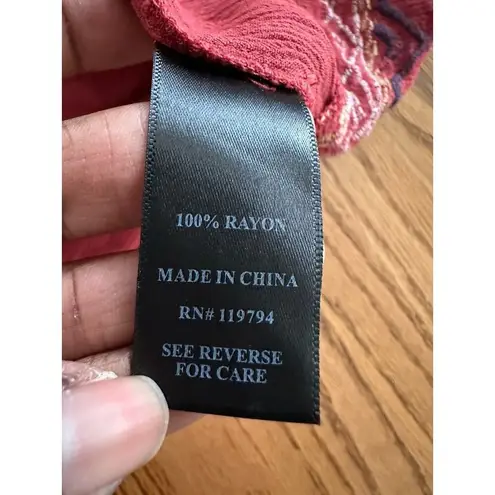 100% RAYON
MADE IN CHINA
RN# 119794
SEE REVERSE
FOR CARE